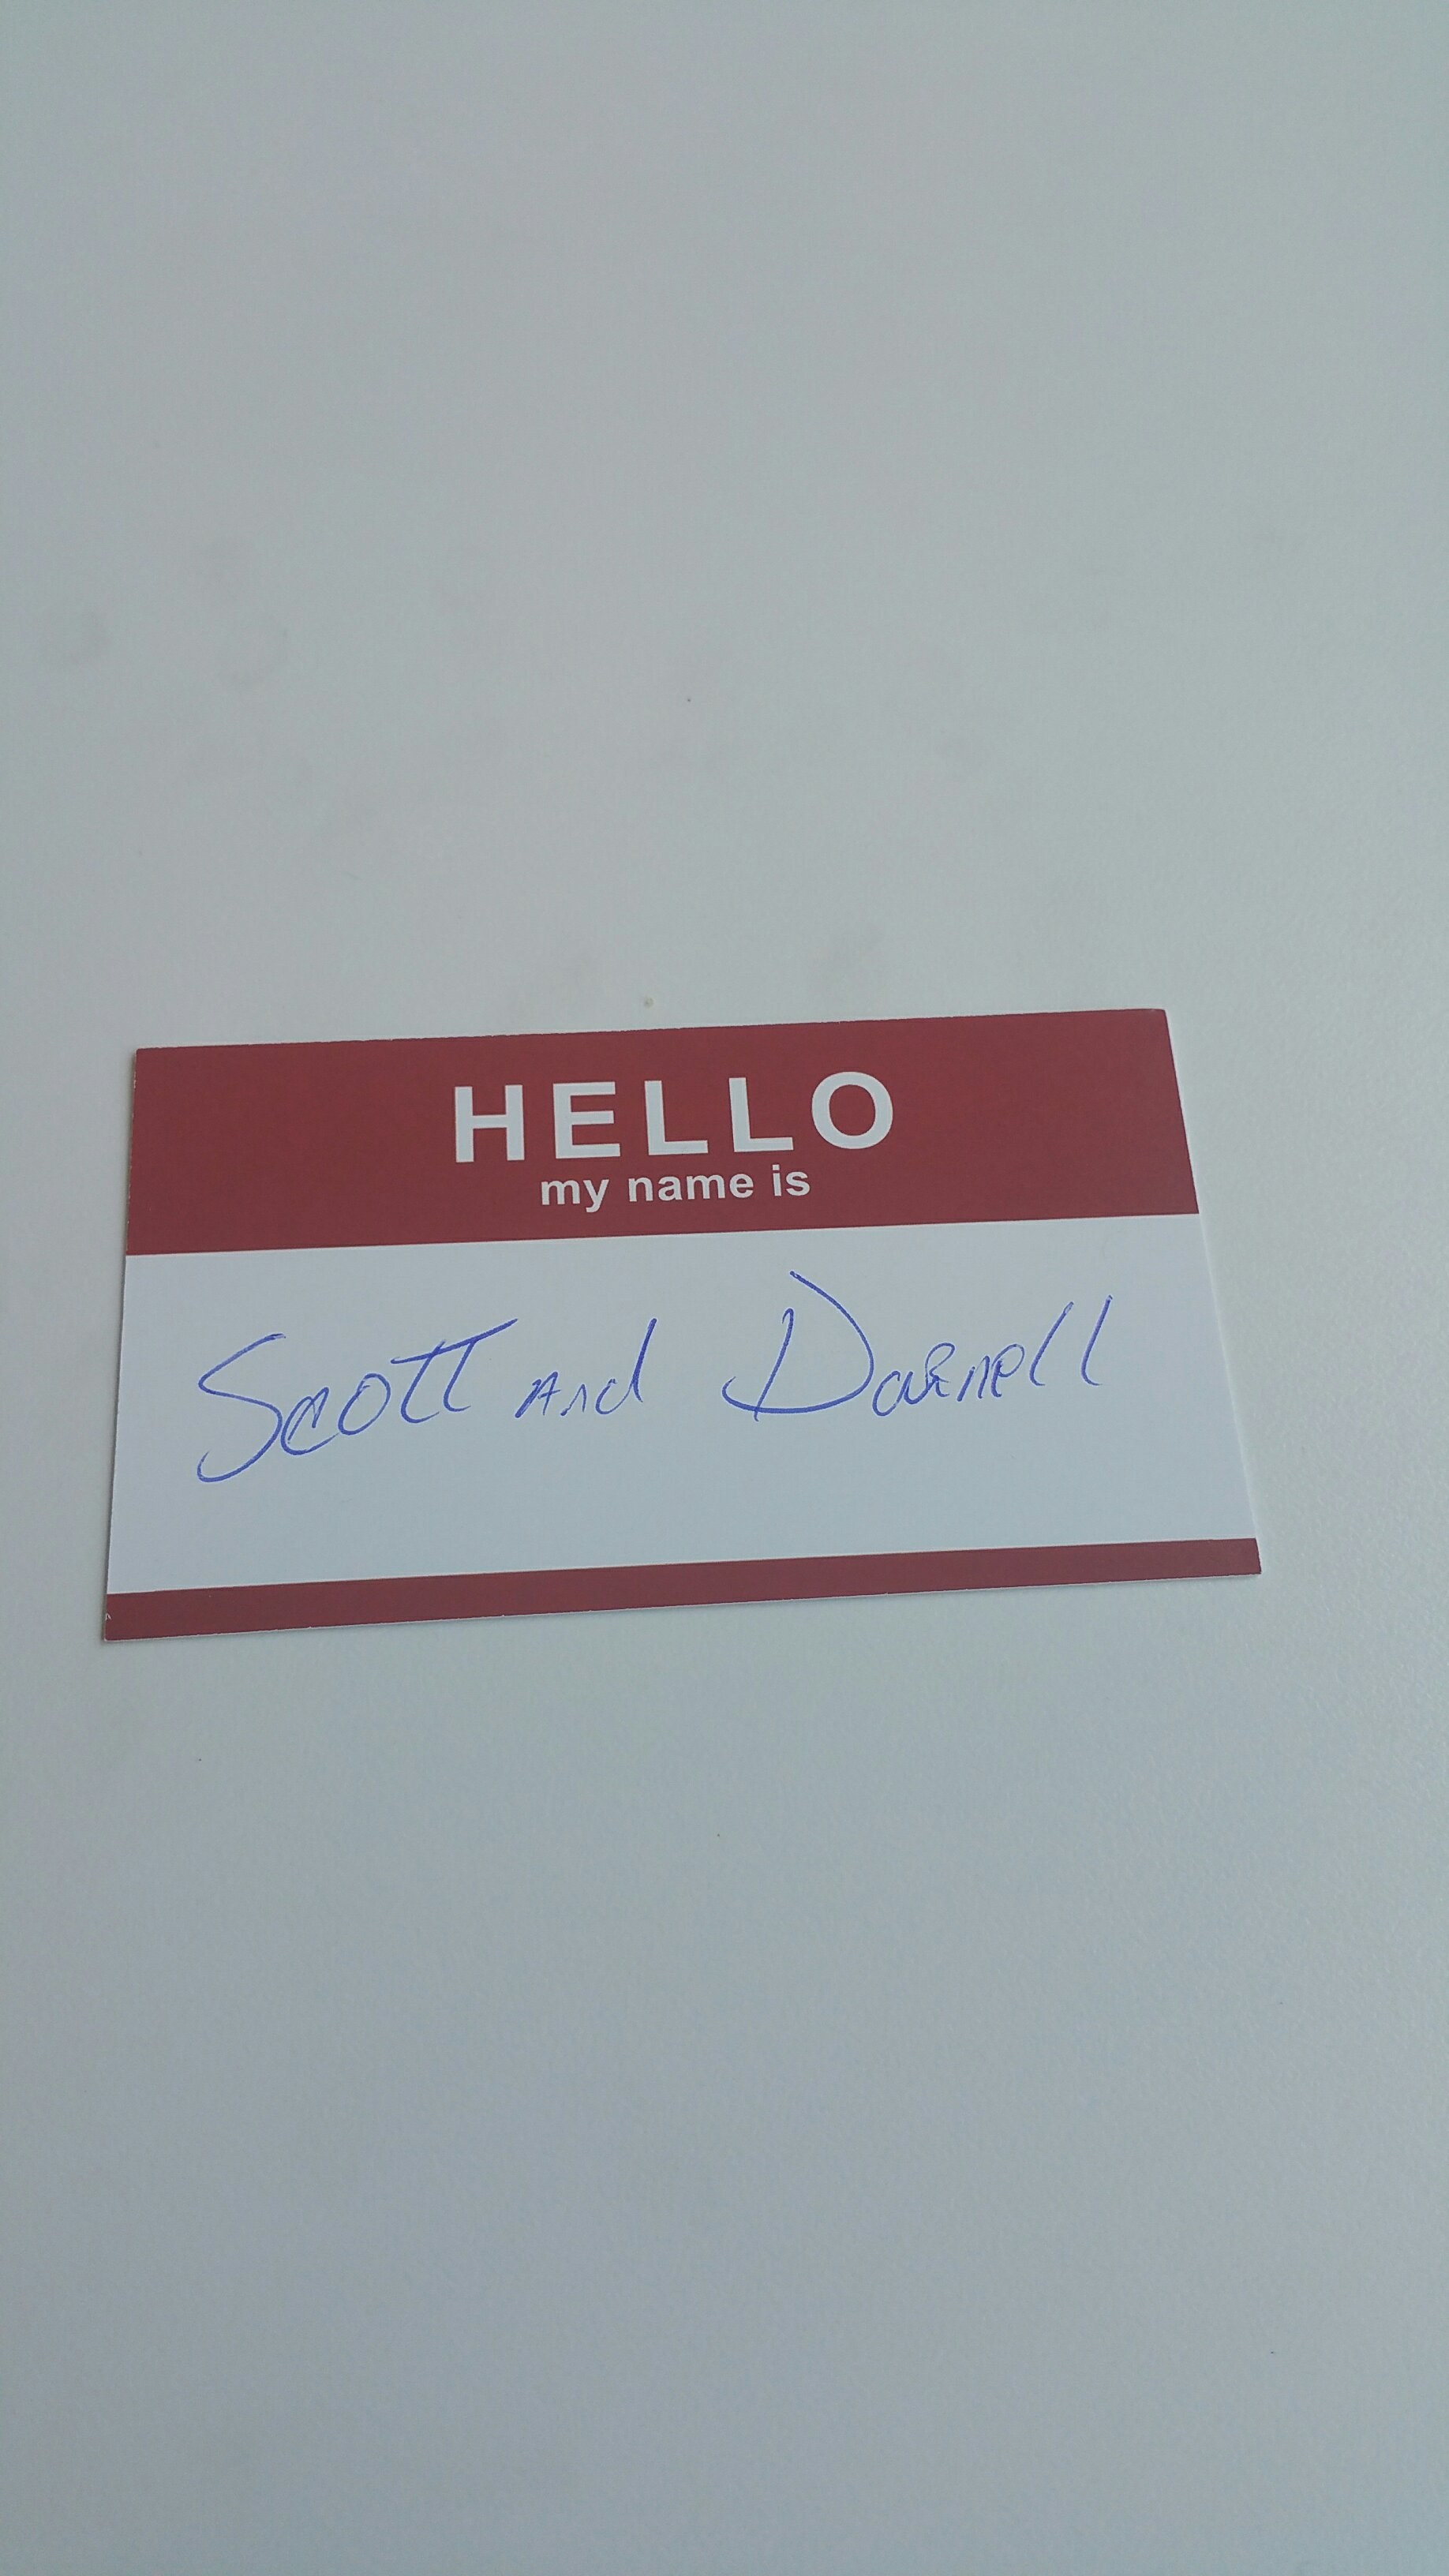 HELLO
my name is
Scott And Darnell